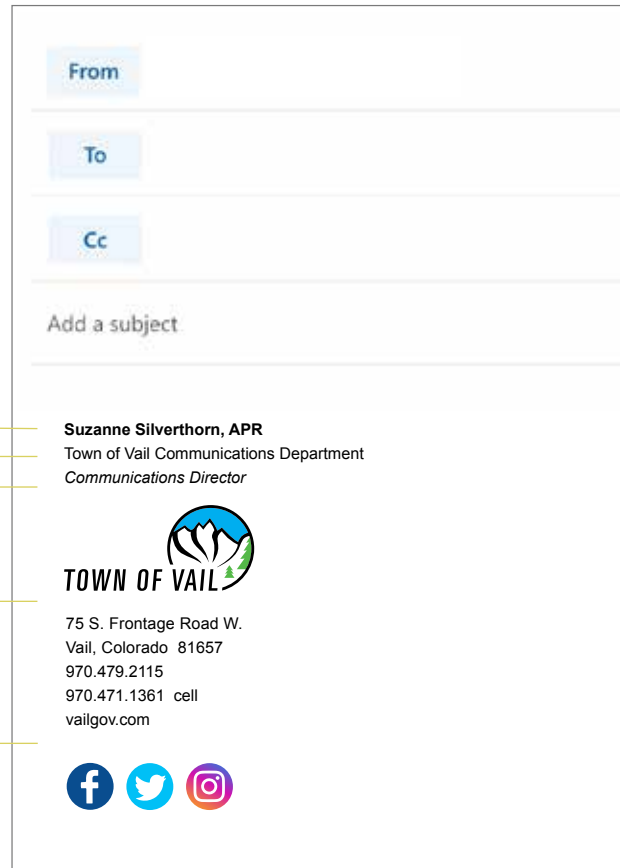 From
To
Cc
Add a subject
Suzanne Silverthorn, APR
Town of Vail Communications Department
Communications Director
TOWN OF VAIL
75 S. Frontage Road W.
Vail, Colorado  81657
970.479.2115
970.471.1361  cell
vailgov.com